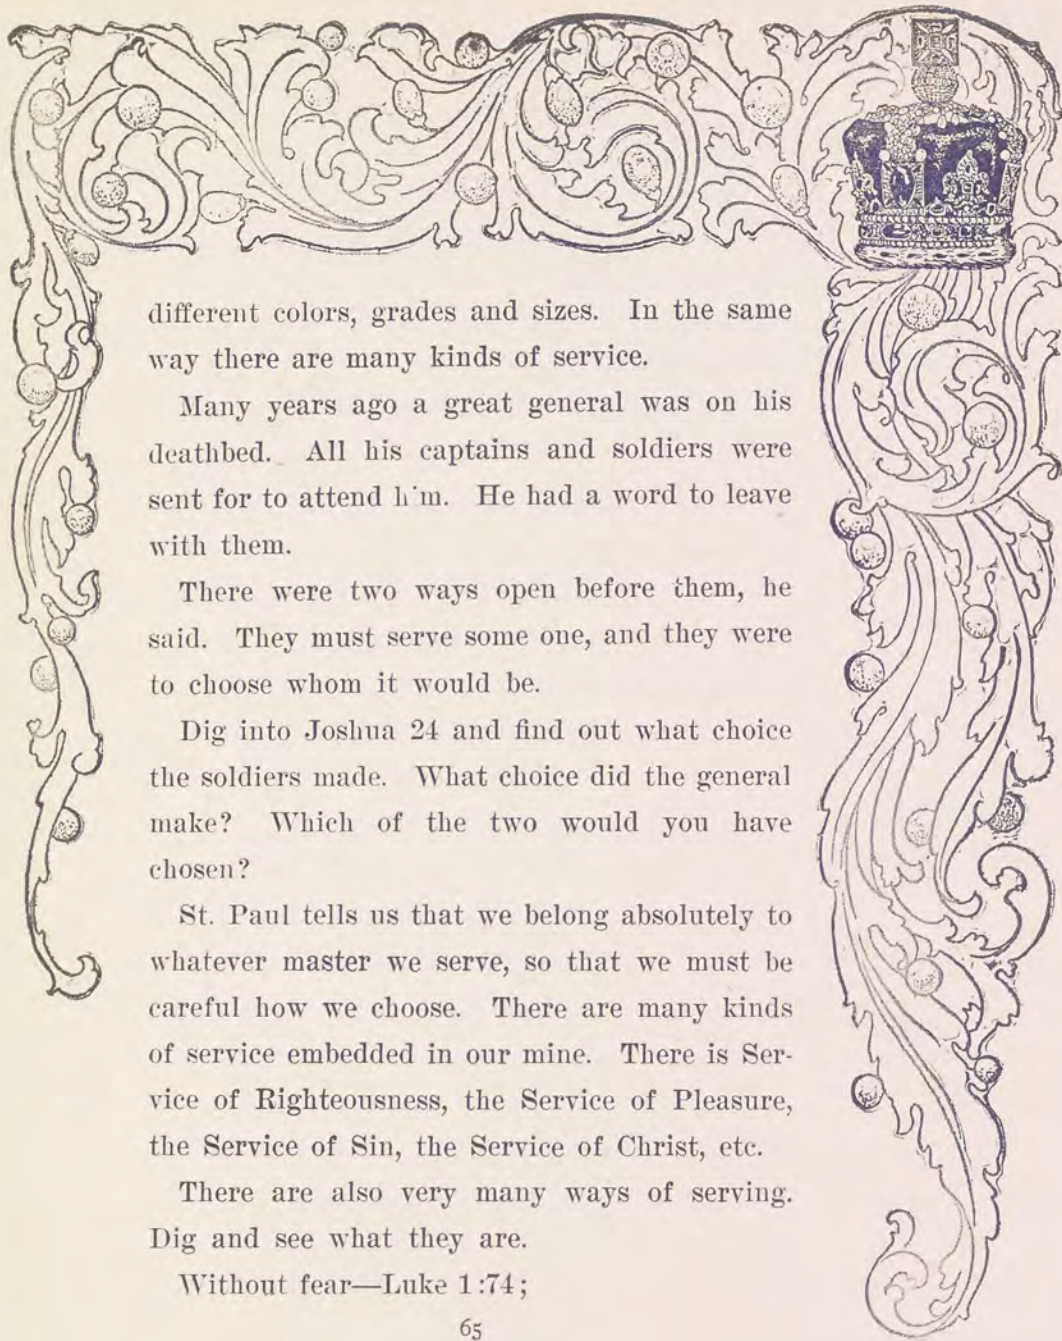 different colors, grades and sizes. In the same
way there are many kinds of service.
Many years ago a great general was on his
deathbed. All his captains and soldiers were
sent for to attend him. He had a word to leave
with them.
There were two ways open before them, he
said. They must serve some one, and they were
to choose whom it would be.
Dig into Joshua 24 and find out what choice
the soldiers made. What choice did the general
make? Which of the two would you have
chosen?
St. Paul tells us that we belong absolutely to
whatever master we serve, so that we must be
careful how we choose. There are many kinds
of service embedded in our mine. There is Ser-
vice of Righteousness, the Service of Pleasure,
the Service of Sin, the Service of Christ, etc.
There are also very many ways of serving.
Dig and see what they are.
Without fear—Luke 1:74;
65